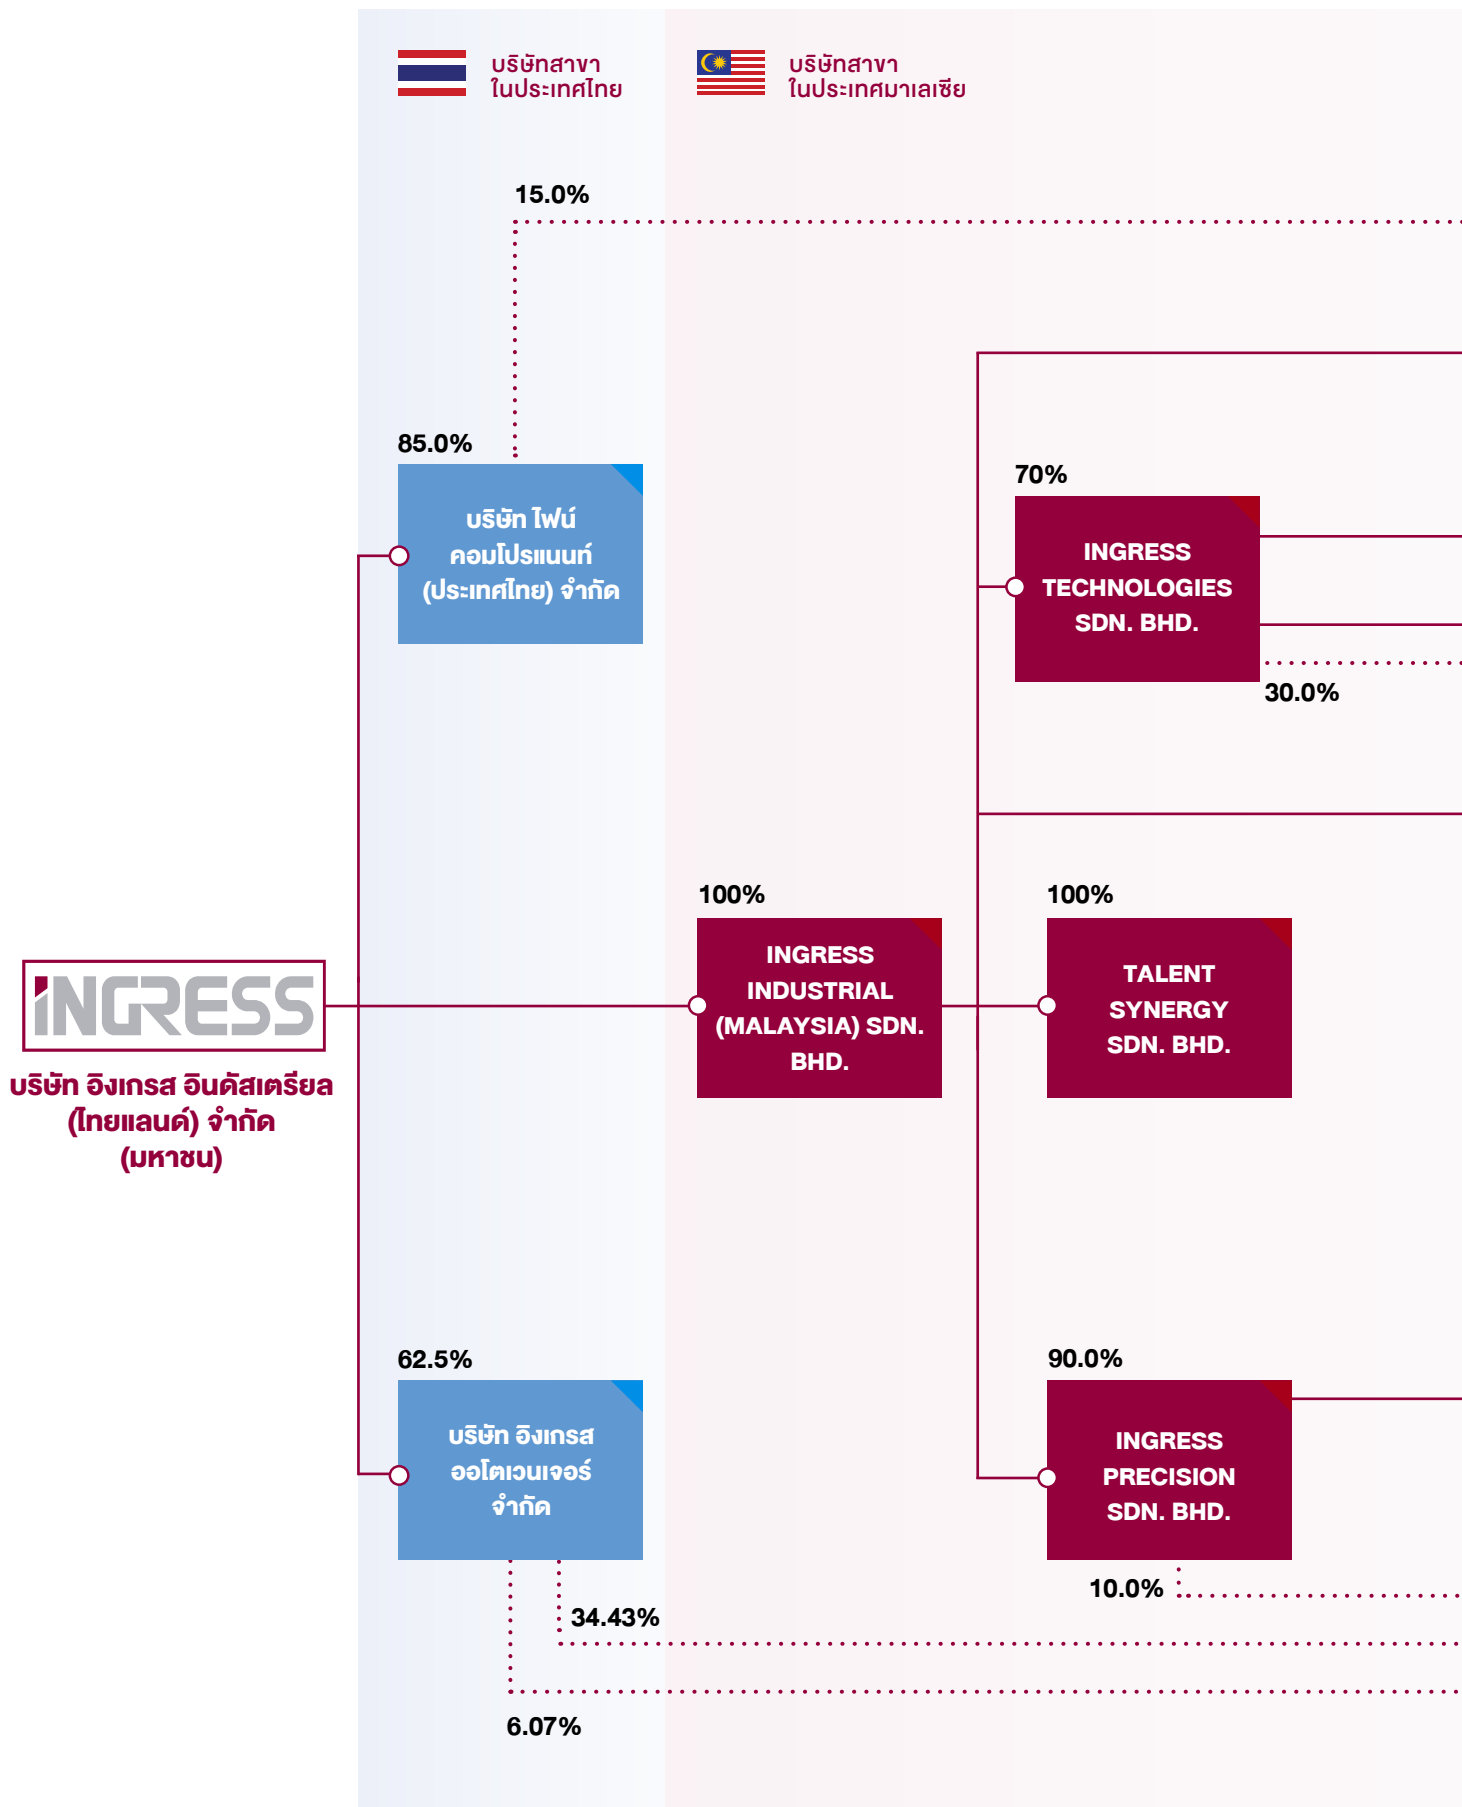 บริษัทสาขา
ในประเทศไทย
บริษัทสาขา
ในประเทศมาเลเซีย
15.0%
85.0%
บริษัท ไฟน์
คอมโปรแนนท์
(ประเทศไทย) จำกัด
70%
INGRESS
TECHNOLOGIES
SDN. BHD.
30.0%
100%
INGRESS
INDUSTRIAL
(MALAYSIA) SDN.
BHD.
100%
TALENT
SYNERGY
SDN. BHD.
iNGRESS
บริษัท อิงเกรส อินดัสเตรียล
(ไทยแลนด์) จำกัด
(มหาชน)
62.5%
บริษัท อิงเกรส
ออโตเวนเจอร์
จำกัด
90.0%
INGRESS
PRECISION
SDN. BHD.
10.0%
34.43%
6.07%